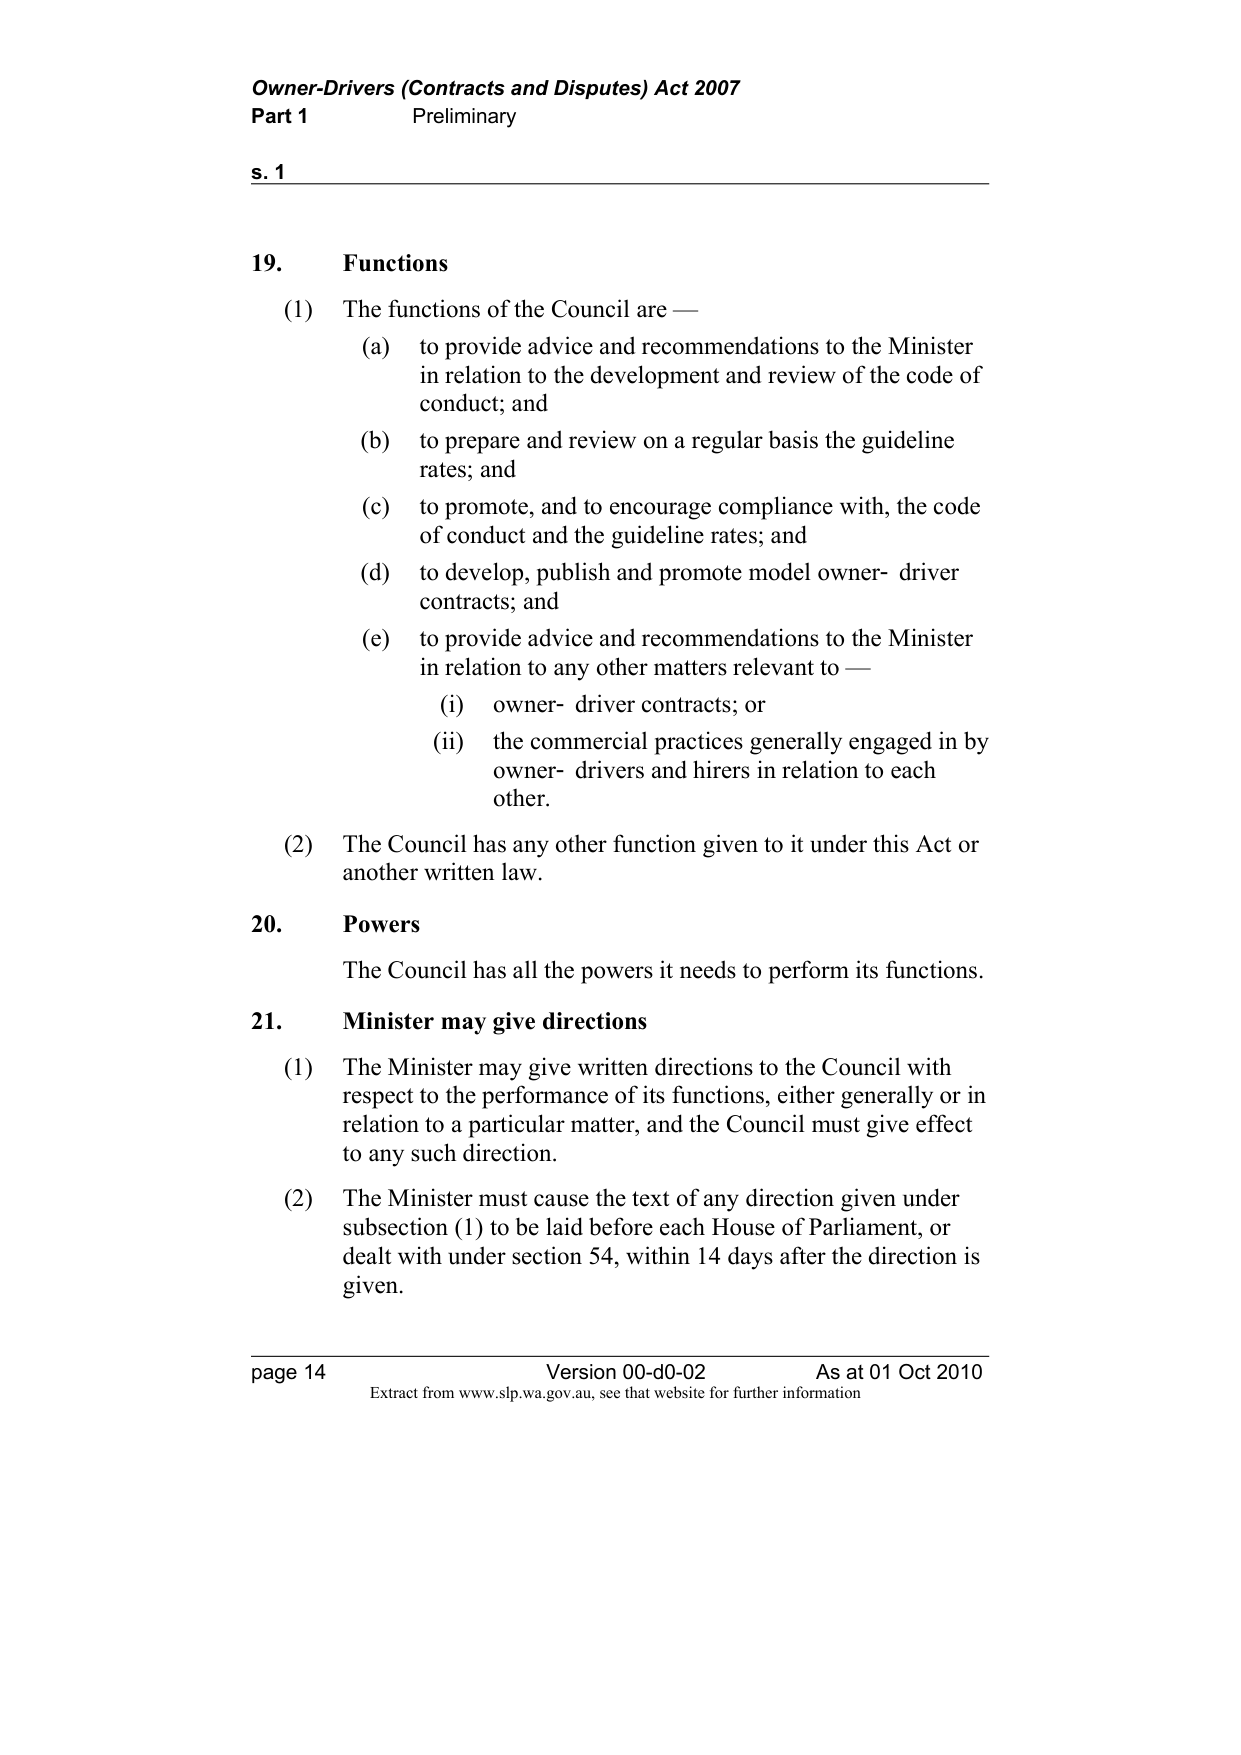 Owner-Drivers (Contracts and Disputes) Act 2007
Part 1 Preliminary
s. 1
19. Functions
(1) The functions of the Council are —
(a) to provide advice and recommendations to the Minister
in relation to the development and review of the code of
conduct; and
(b) to prepare and review on a regular basis the guideline
rates; and
(c) to promote, and to encourage compliance with, the code
of conduct and the guideline rates; and
(d) to develop, publish and promote model owner- driver
contracts; and
(e) to provide advice and recommendations to the Minister
in relation to any other matters relevant to —
(i) owner- driver contracts; or
(ii) the commercial practices generally engaged in by
owner- drivers and hirers in relation to each
other.
(2) The Council has any other function given to it under this Act or
another written law.
20. Powers
The Council has all the powers it needs to perform its functions.
21. Minister may give directions
(1) The Minister may give written directions to the Council with
respect to the performance of its functions, either generally or in
relation to a particular matter, and the Council must give effect
to any such direction.
(2) The Minister must cause the text of any direction given under
subsection (1) to be laid before each House of Parliament, or
dealt with under section 54, within 14 days after the direction is
given.
page 14 Version 00-d0-02 As at 01 Oct 2010
Extract from www.slp.wa.gov.au, see that website for further information